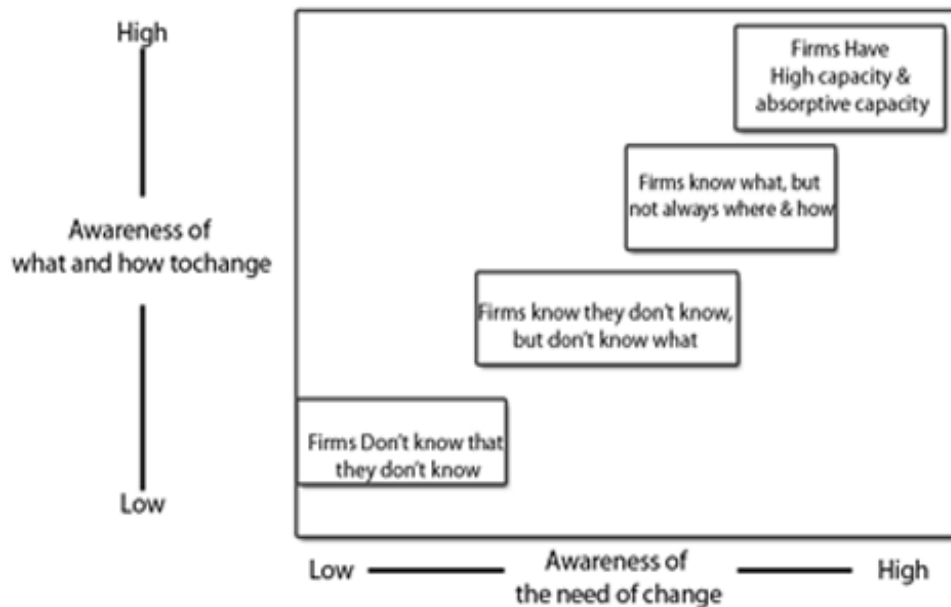 High
Firms Have
High capacity &
absorptive capacity
Firms know what, but
not always where & how
Awareness of
what and how tochange
Firms know they don't know,
but don't know what
Firms Don't know that
they don't know
Low
Low
Awareness of
the need of change
High